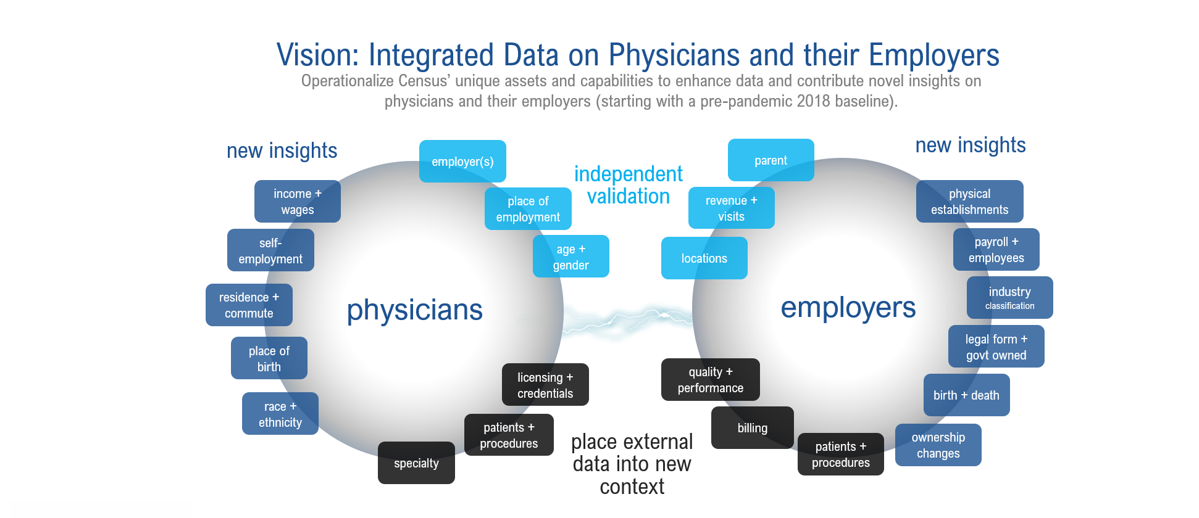 Vision: Integrated Data on Physicians and their Employers
Operationalize Census' unique assets and capabilities to enhance data and contribute novel insights on
physicians and their employers (starting with a pre-pandemic 2018 baseline).
new insights
income +
wages
self-
employment
residence +
commute
place of
birth
race +
ethnicity
physicians
employer(s)
place of
employment
age +
gender
licensing +
credentials
patients +
procedures
specialty
independent
validation
place external
data into new
context
parent
revenue +
visits
locations
employers
quality +
performance
billing
patients +
procedures
new insights
physical
establishments
payroll +
employees
industry
classification
legal form +
govt owned
birth + death
ownership
changes